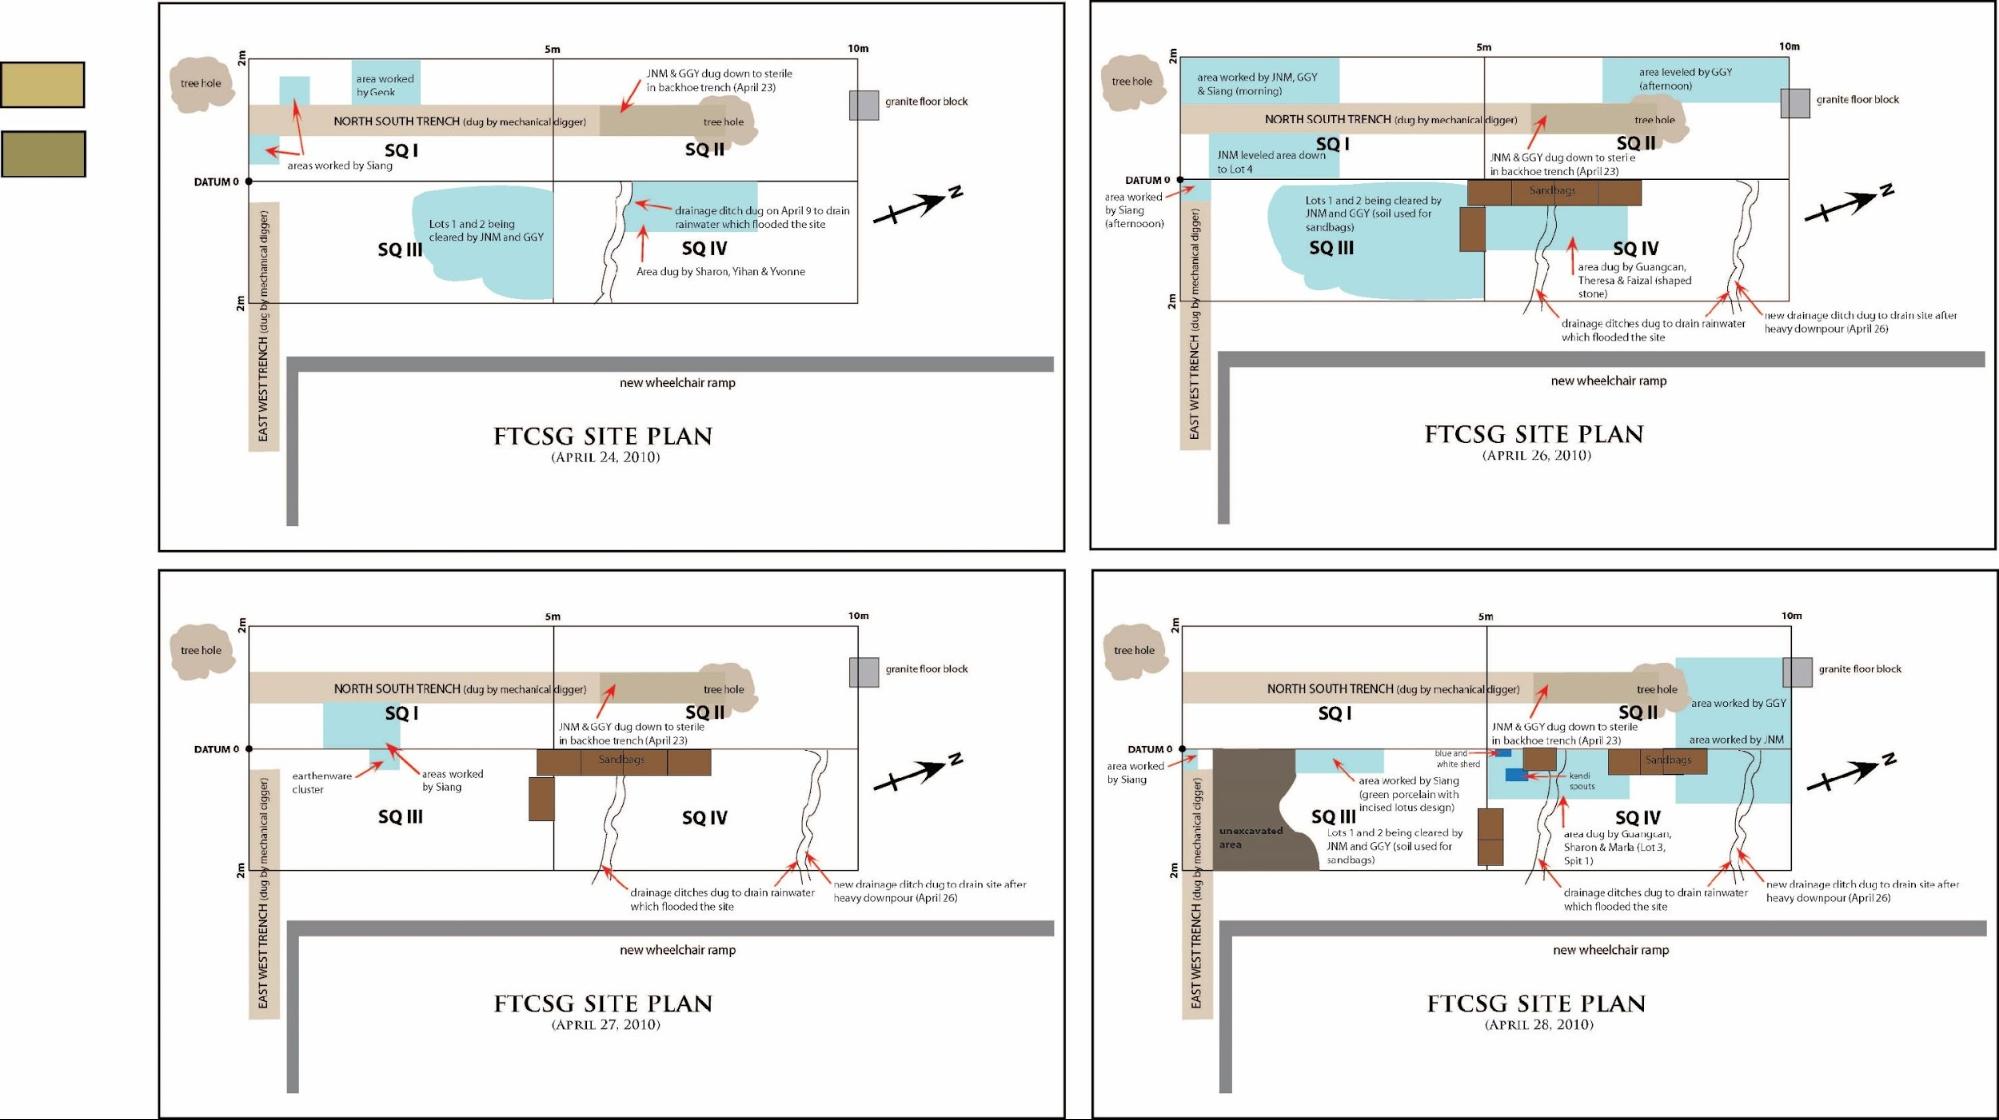 2m
5m
10m
tree hole
area worked
by Geok
JNM & GGY dug down to sterile
in backhoe trench (April 23)
granite floor block
NORTH SOUTH TRENCH (dug by mechanical digger)
tree hole
SQ I
SQ II
areas worked by Siang
DATUM 0
N
Lots 1 and 2 being
cleared by JNM and GGY
drainage ditch dug on April 9 to drain
rainwater which flooded the site
SQ III
SQ IV
Area dug by Sharon, Yihan & Yvonne
2m
EAST WEST TRENCH (dug by mechanical digger)
new wheelchair ramp
FTCSG SITE PLAN
(APRIL 24, 2010)
2m
5m
10m
tree hole
area worked by JNM, GGY
& Siang (morning)
area leveled by GGY
(afternoon)
granite floor block
NORTH SOUTH TRENCH (dug by mechanical digger)
tree hole
SQ I
SQ II
JNM leveled area down
to Lot 4
JNM & GGY dug down to sterile
in backhoe trench (April 23)
DATUM 0
Sandbags
N
area worked
by Siang
(afternooon)
Lots 1 and 2 being cleared by
JNM and GGY (soil used for
sandbags)
SQ III
SQ IV
area dug by Guangcan,
Theresa & Faizal (shaped
stone)
2m
EAST WEST TRENCH (dug by mechanical digger)
drainage ditches dug to drain rainwater
which flooded the site
new drainage ditch dug to drain site after
heavy downpour (April 26)
new wheelchair ramp
FTCSG SITE PLAN
(APRIL 26, 2010)
2m
5m
10m
tree hole
granite floor block
NORTH SOUTH TRENCH (dug by mechanical digger)
tree hole
SQ I
SQ II
JNM & GGY dug down to sterile
in backhoe trench (April 23)
DATUM 0
Sandbags
N
earthenware
cluster
areas worked
by Siang
SQ III
SQ IV
2m
EAST WEST TRENCH (dug by mechanical digger)
drainage ditches dug to drain rainwater
which flooded the site
new drainage ditch dug to drain site after
heavy downpour (April 26)
new wheelchair ramp
FTCSG SITE PLAN
(APRIL 27, 2010)
2m
5m
10m
tree hole
granite floor block
NORTH SOUTH TRENCH (dug by mechanical digger)
tree hole
area worked by GGY
SQ I
SQ II
JNM & GGY dug down to sterile
in backhoe trench (April 23)
area worked by JNM
DATUM 0
blue and
white sherd
Sandbags
N
area worked
by Siang
kendi
spouts
area worked by Siang
(green porcelain with
incised lotus design)
SQ III
SQ IV
unexcavated
area
Lots 1 and 2 being cleared by
JNM and GGY (soil used for
sandbags)
area dug by Guangcan,
Sharon & Marla (Lot 3,
Spit 1)
2m
EAST WEST TRENCH (dug by mechanical digger)
drainage ditches dug to drain rainwater
which flooded the site
new drainage ditch dug to drain site after
heavy downpour (April 26)
new wheelchair ramp
FTCSG SITE PLAN
(APRIL 28, 2010)